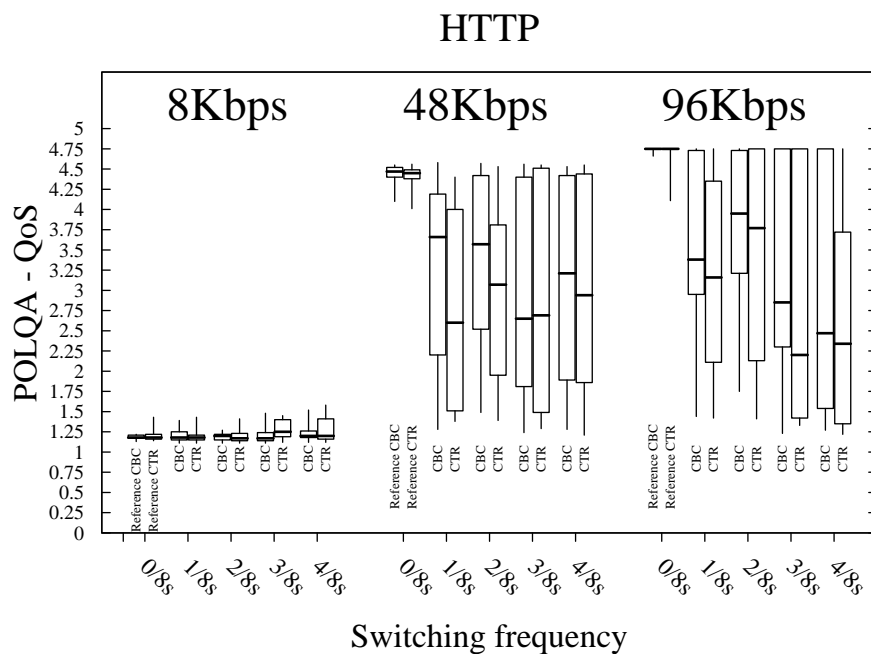 HTTP
8Kbps 48Kbps 96Kbps
POLQA - QoS
5
4.75
4.5
4.25
4
3.75
3.5
3.25
3
2.75
2.5
2.25
2
1.75
1.5
1.25
1
0.75
0.5
0.25
0
Reference CBC
Reference CTR
CBC
CTR
CBC
CTR
CBC
CTR
CBC
CTR
Reference CBC
Reference CTR
CBC
CTR
CBC
CTR
CBC
CTR
CBC
CTR
Reference CBC
Reference CTR
CBC
CTR
CBC
CTR
CBC
CTR
CBC
CTR
0/8s 1/8s 2/8s 3/8s 4/8s 0/8s 1/8s 2/8s 3/8s 4/8s 0/8s 1/8s 2/8s 3/8s 4/8s
Switching frequency